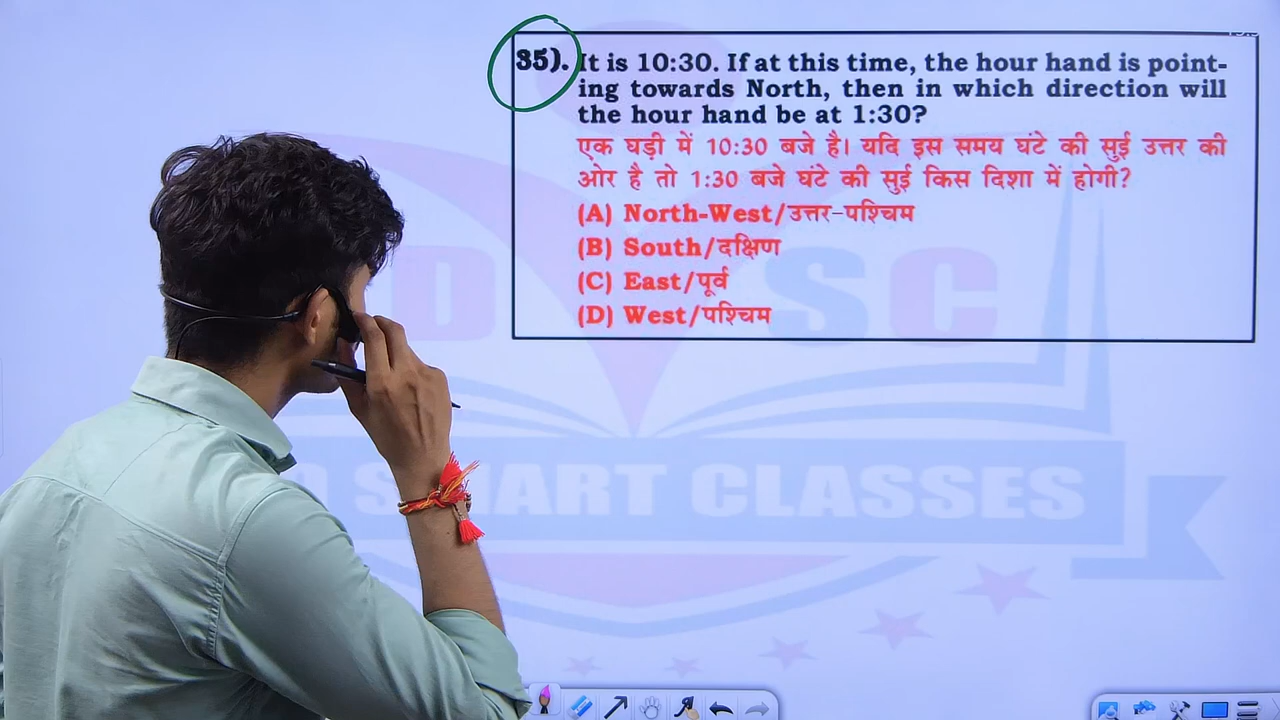 35). It is 10:30. If at this time, the hour hand is point-
ing towards North, then in which direction will
the hour hand be at 1:30?
एक घड़ी में 10:30 बजे है। यदि इस समय घंटे की सुई उत्तर की
ओर है तो 1:30 बजे घंटे की सुई किस दिशा में होगी?
(A) North-West/उत्तर-पश्चिम
(B) South/दक्षिण
(C) East/पूर्व
(D) West/पश्चिम
D SC
SMART CLASSES